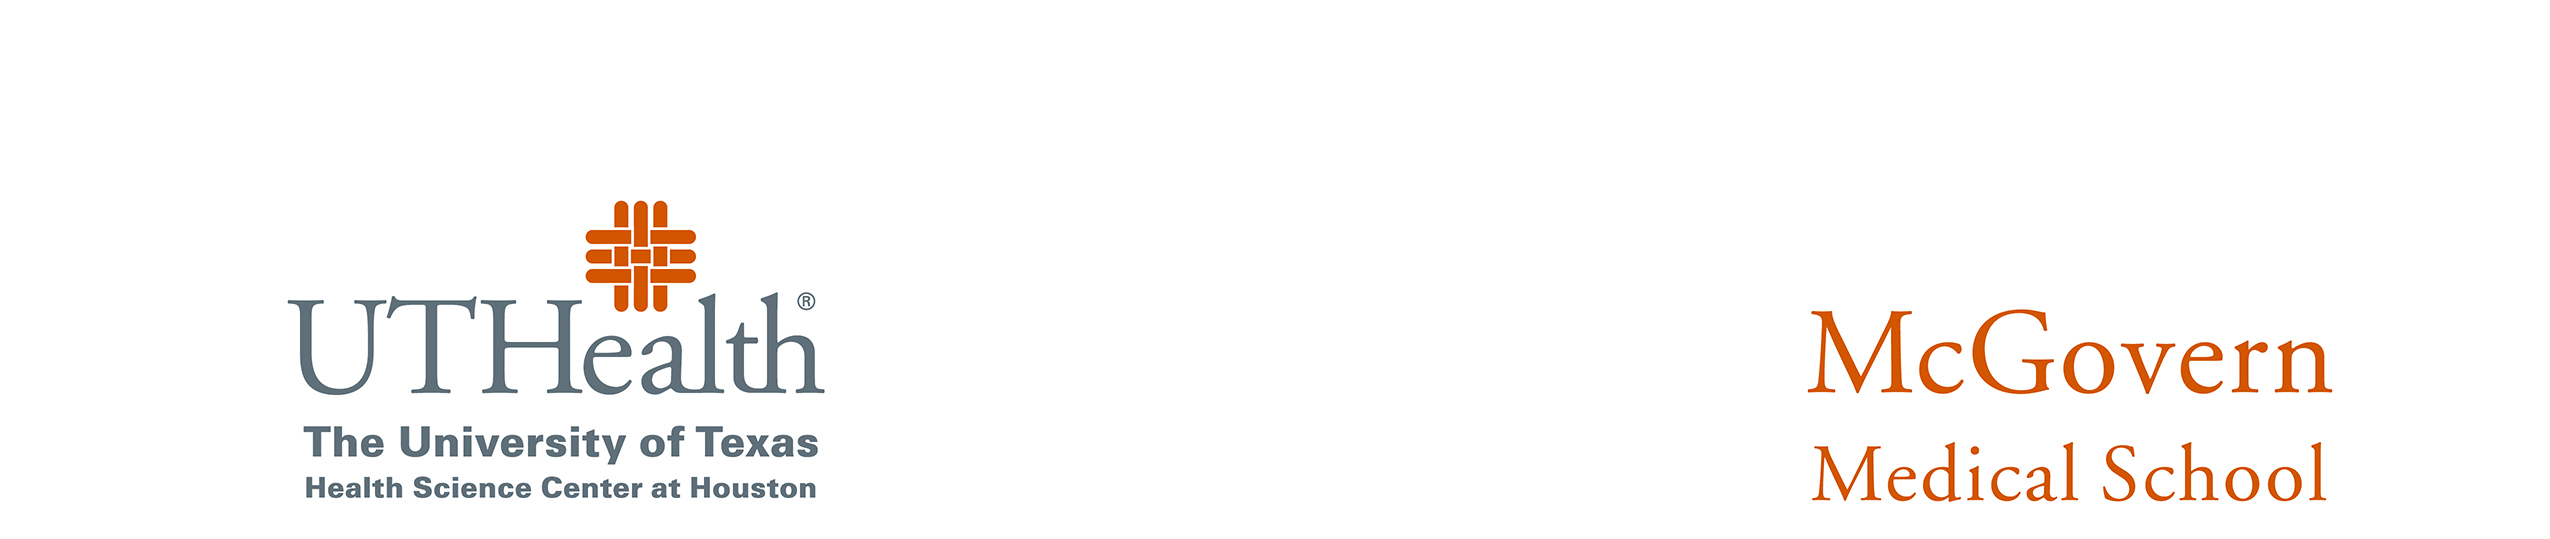 UTHealth®
The University of Texas
Health Science Center at Houston
McGovern
Medical School